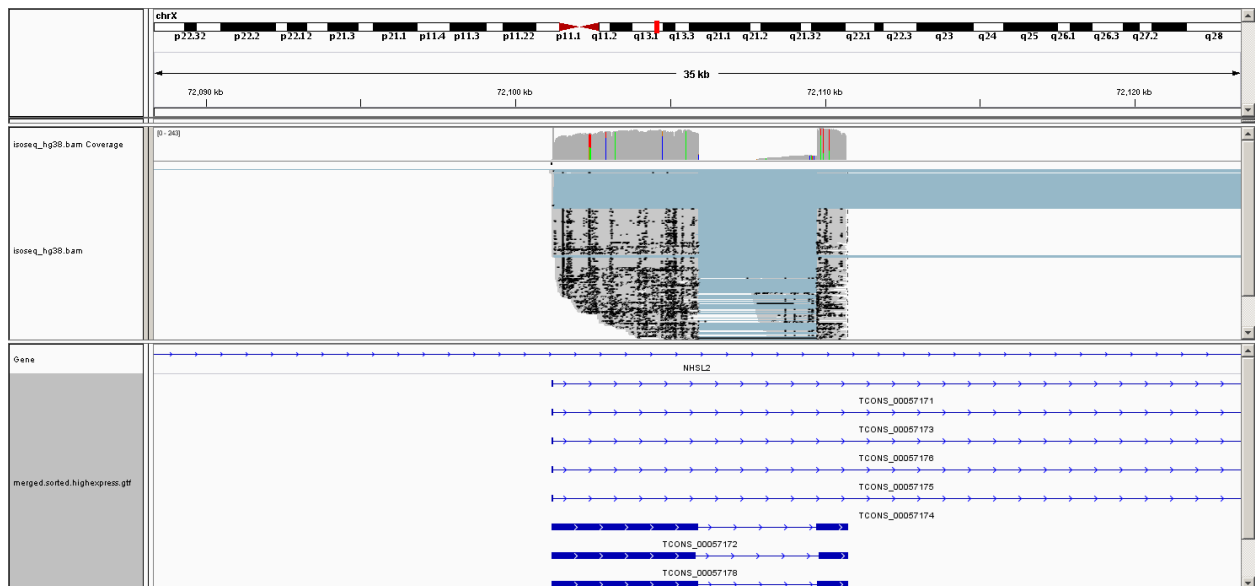 chrX
p22.32 p22.2 p22.12 p21.3 p21.1 p11.4 p11.3 p11.22 p11.1 q11.2 q13.1 q13.3 q21.1 q21.2 q21.32 q22.1 q22.3 q23 q24 q25 q26.1 q26.3 q27.2 q28
35 kb
72,090 kb 72,100 kb 72,110 kb 72,120 kb
isoseq_hg38.bam Coverage
[0 - 243]
isoseq_hg38.bam
Gene
NHSL2
TCONS_00057171
TCONS_00057173
TCONS_00057176
merged.sorted.highexpress.gtf
TCONS_00057175
TCONS_00057174
TCONS_00057172
TCONS_00057178